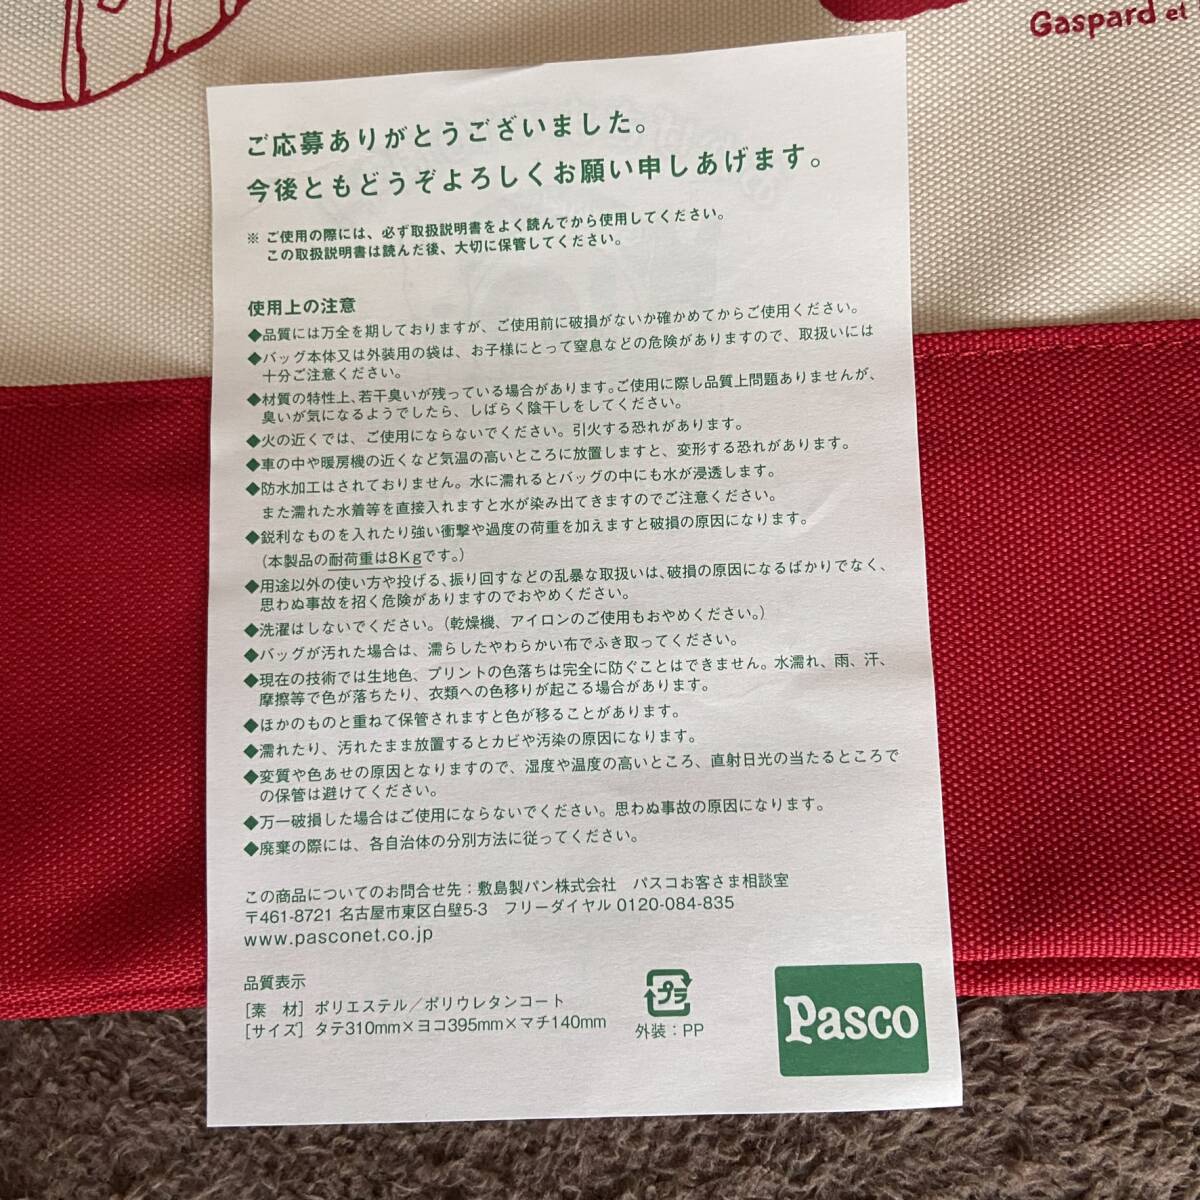 Gaspard et
ご応募ありがとうございました。
今後ともどうぞよろしくお願い申しあげます。
※ ご使用の際には、必ず取扱説明書をよく読んでから使用してください。
この取扱説明書は読んだ後、大切に保管してください。
使用上の注意
◆品質には万全を期しておりますが、ご使用前に破損がないか確かめてからご使用ください。
◆バッグ本体又は外装用の袋は、お子様にとって窒息などの危険がありますので、取扱いには
十分ご注意ください。
◆材質の特性上、若干臭いが残っている場合があります。ご使用に際し品質上問題ありませんが、
臭いが気になるようでしたら、しばらく陰干しをしてください。
◆火の近くでは、ご使用にならないでください。引火する恐れがあります。
◆車の中や暖房機の近くなど気温の高いところに放置しますと、変形する恐れがあります。
◆防水加工はされておりません。水に濡れるとバッグの中にも水が浸透します。
また濡れた水着等を直接入れますと水が染み出てきますのでご注意ください。
◆鋭利なものを入れたり強い衝撃や過度の荷重を加えますと破損の原因になります。
（本製品の耐荷重は8Kgです。）
◆用途以外の使い方や投げる、振り回すなどの乱暴な取扱いは、破損の原因になるばかりでなく、
思わぬ事故を招く危険がありますのでおやめください。
◆洗濯はしないでください。（乾燥機、アイロンのご使用もおやめください。）
◆バッグが汚れた場合は、濡らしたやわらかい布でふき取ってください。
◆現在の技術では生地色、プリントの色落ちは完全に防ぐことはできません。水濡れ、雨、汗、
摩擦等で色が落ちたり、衣類への色移りが起こる場合があります。
◆ほかのものと重ねて保管されますと色が移ることがあります。
◆濡れたり、汚れたまま放置するとカビや汚染の原因になります。
◆変質や色あせの原因となりますので、湿度や温度の高いところ、直射日光の当たるところで
の保管は避けてください。
◆万一破損した場合はご使用にならないでください。思わぬ事故の原因になります。
◆廃棄の際には、各自治体の分別方法に従ってください。
この商品についてのお問合せ先：敷島製パン株式会社　パスコお客さま相談室
〒461-8721 名古屋市東区白壁5-3　フリーダイヤル 0120-084-835
www.pasconet.co.jp
品質表示
［素　材］ポリエステル／ポリウレタンコート
［サイズ］タテ310mm×ヨコ395mm×マチ140mm
プラ
外装：PP
Pasco